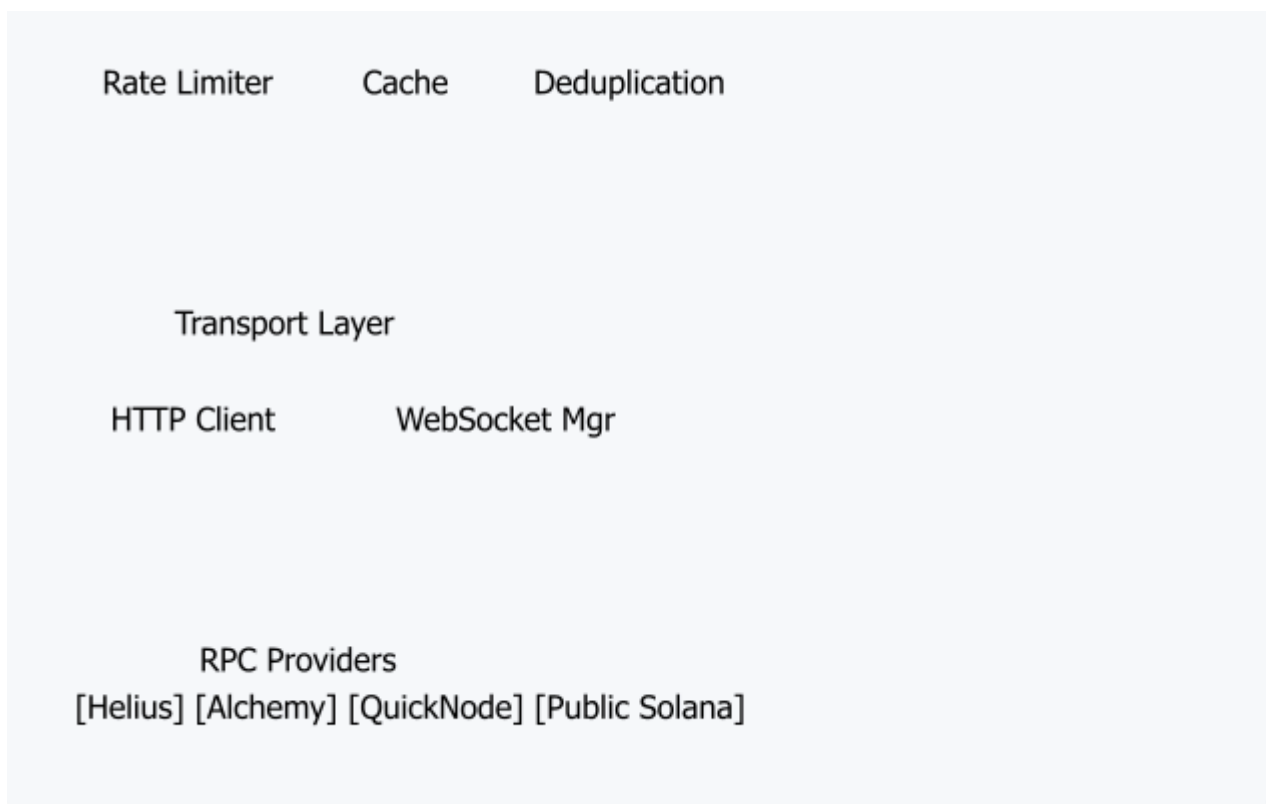 Rate Limiter Cache Deduplication
Transport Layer
HTTP Client WebSocket Mgr
RPC Providers
[Helius] [Alchemy] [QuickNode] [Public Solana]